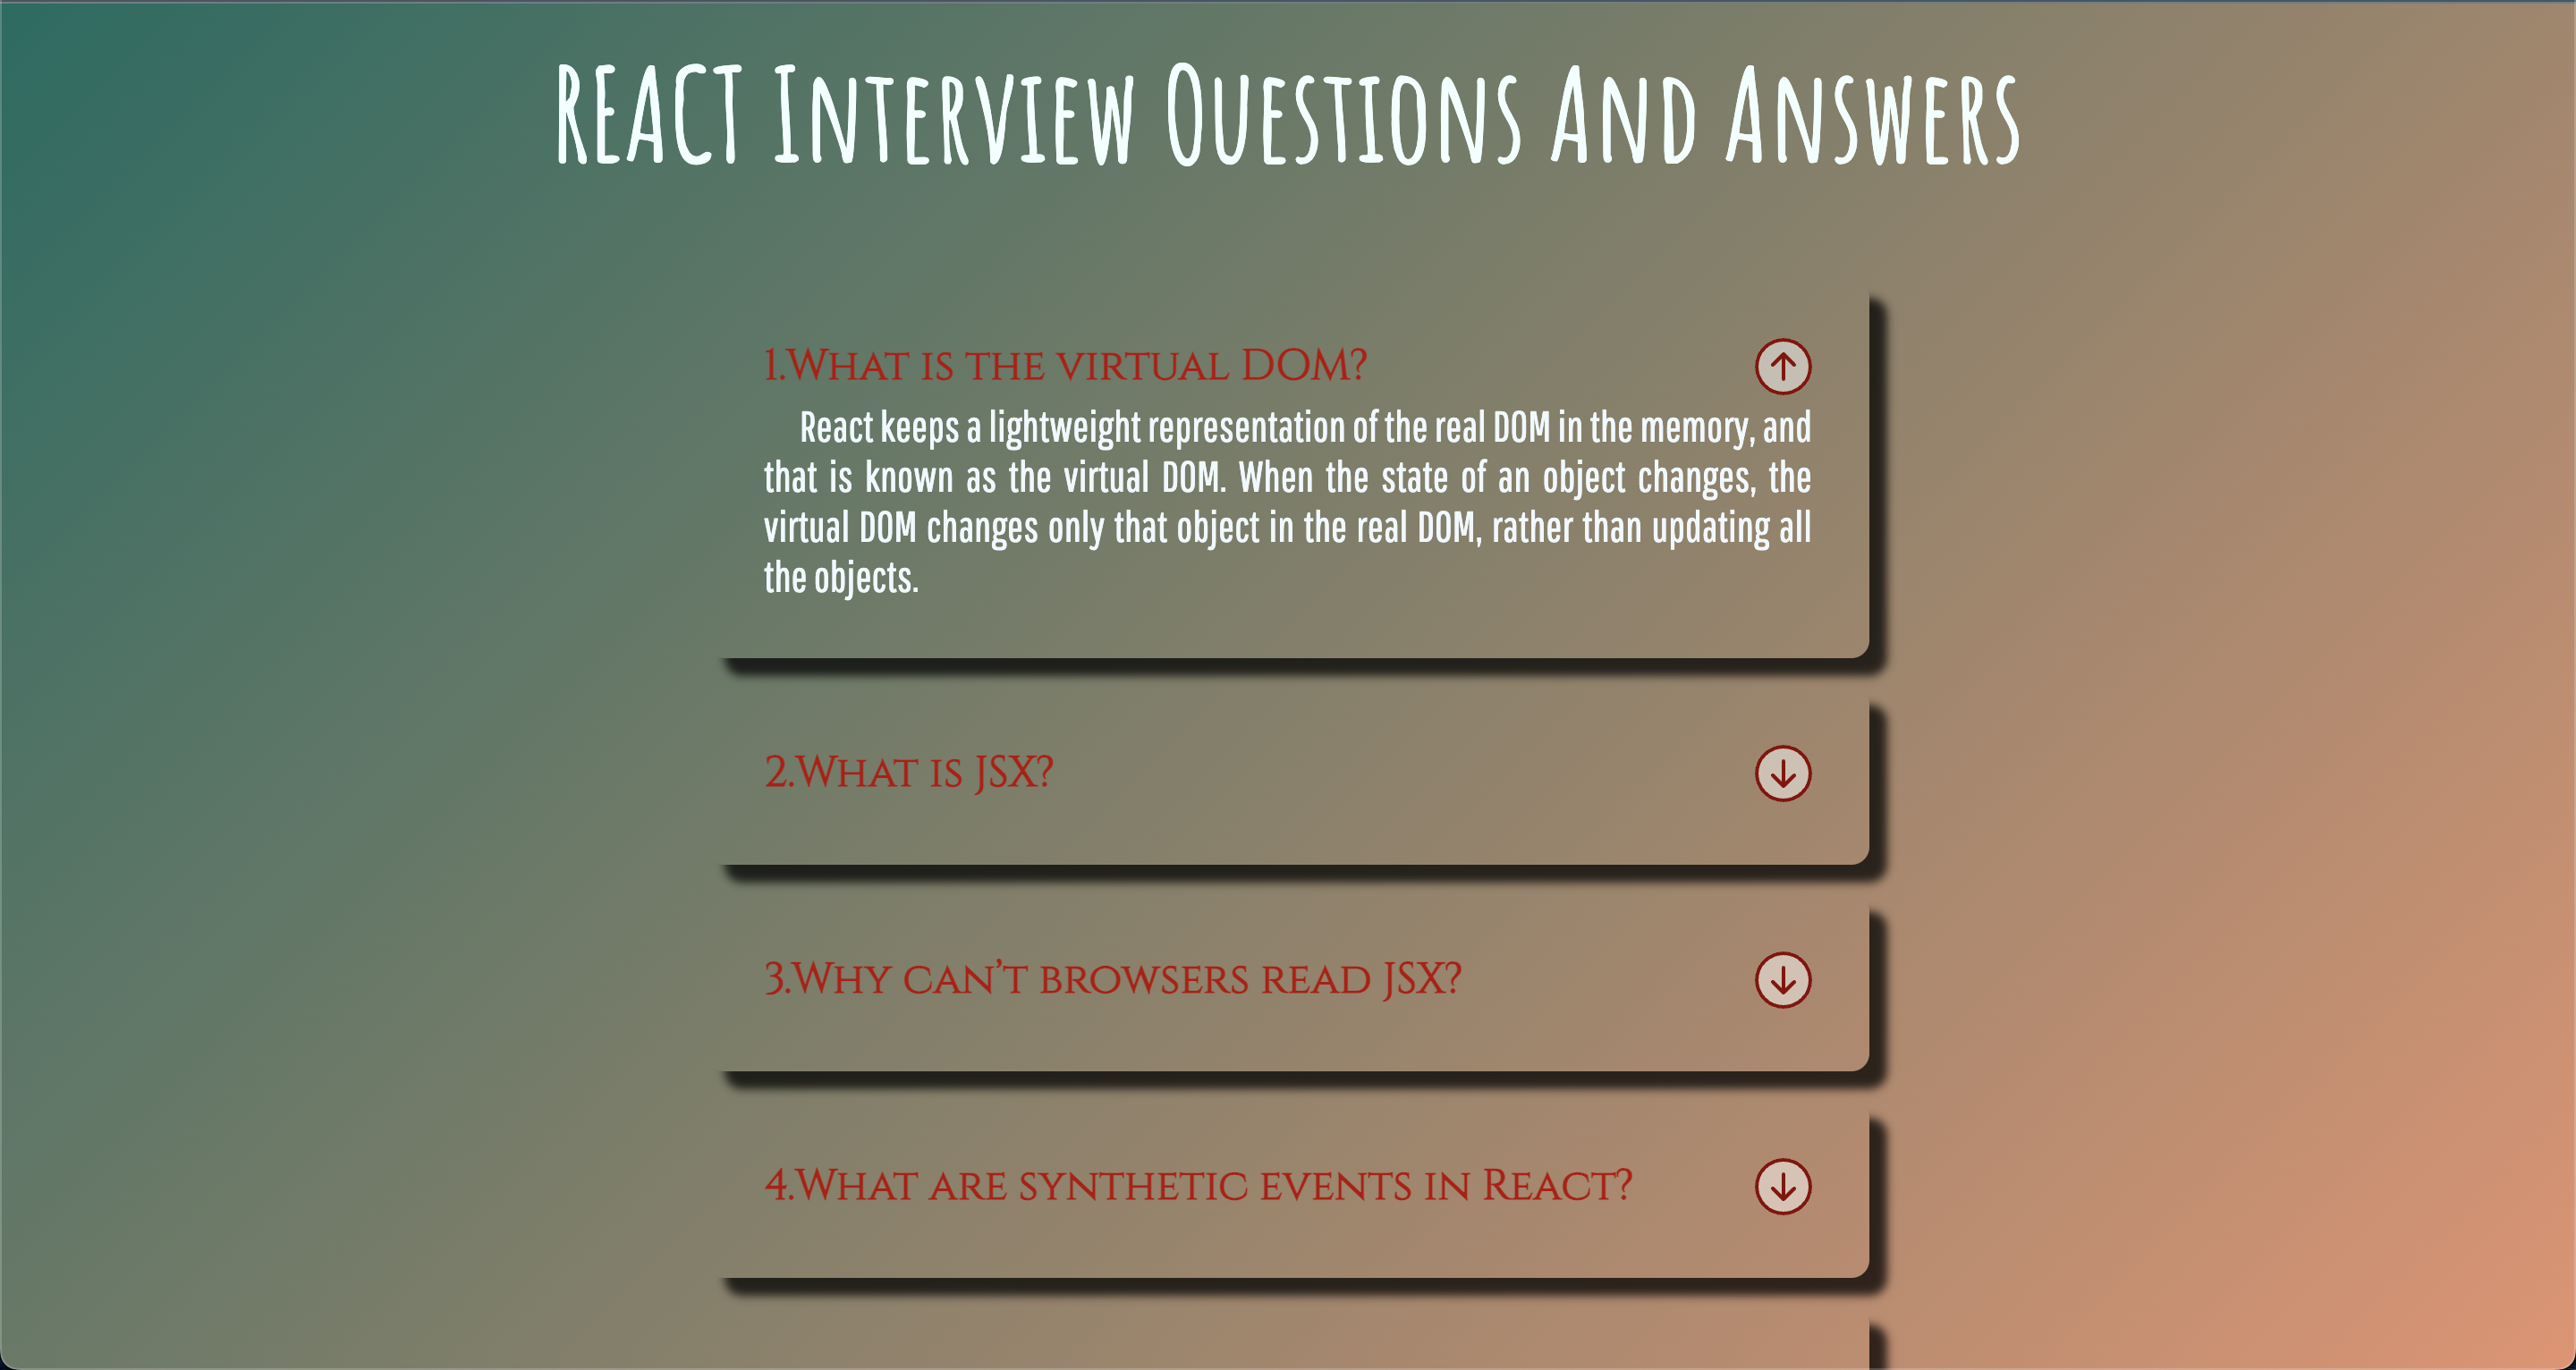 REACT Interview Questions And Answers
1.What is the virtual DOM?
React keeps a lightweight representation of the real DOM in the memory, and
that is known as the virtual DOM. When the state of an object changes, the
virtual DOM changes only that object in the real DOM, rather than updating all
the objects.
2.What is JSX?
3.Why can’t browsers read JSX?
4.What are synthetic events in React?